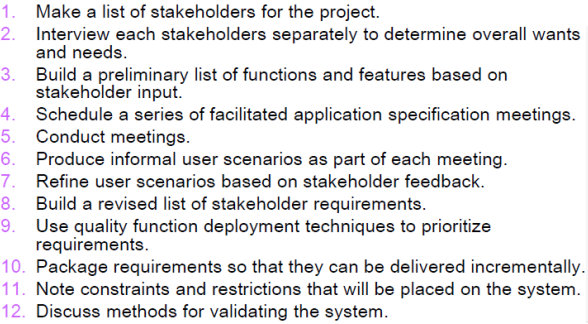 1. Make a list of stakeholders for the project.
2. Interview each stakeholders separately to determine overall wants
and needs.
3. Build a preliminary list of functions and features based on
stakeholder input.
4. Schedule a series of facilitated application specification meetings.
5. Conduct meetings.
6. Produce informal user scenarios as part of each meeting.
7. Refine user scenarios based on stakeholder feedback.
8. Build a revised list of stakeholder requirements.
9. Use quality function deployment techniques to prioritize
requirements.
10. Package requirements so that they can be delivered incrementally.
11. Note constraints and restrictions that will be placed on the system.
12. Discuss methods for validating the system.